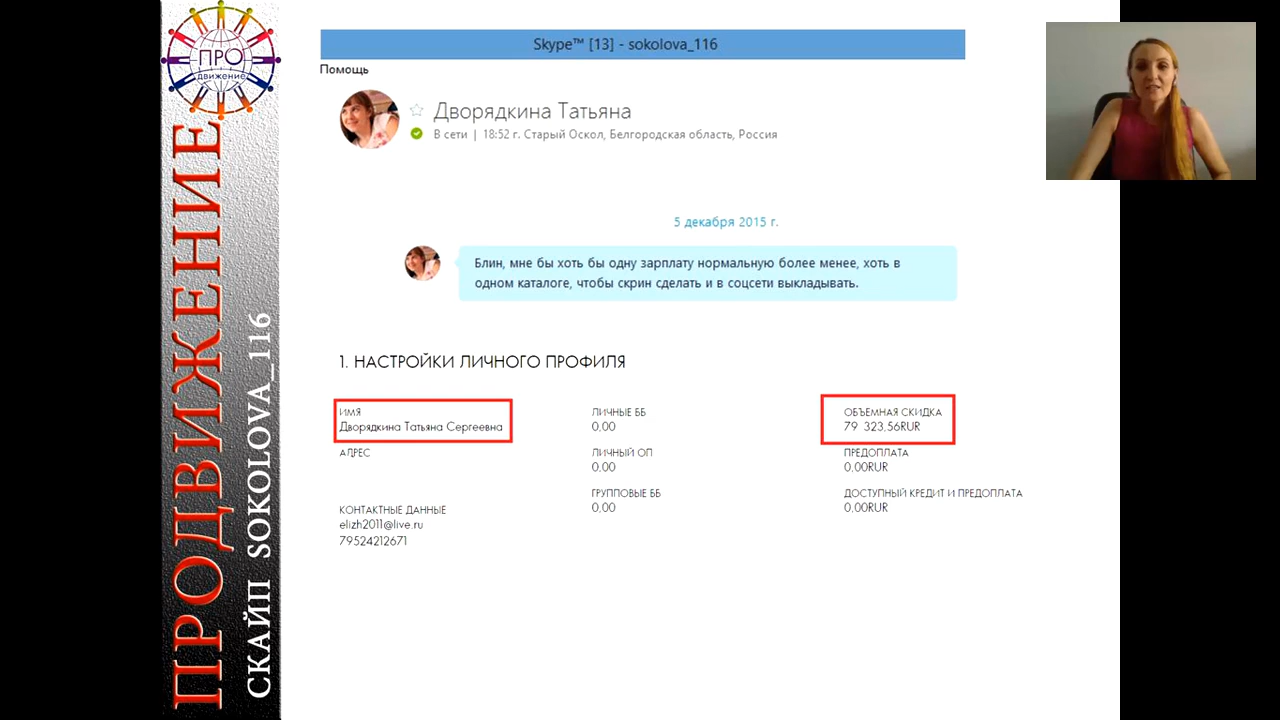 ПРО
движение
ПРОДВИЖЕНИЕ
СКАЙП SOKOLOVA_116
Skype™ [13] - sokolova_116
Помощь
Дворядкина Татьяна
В сети | 18:52 г. Старый Оскол, Белгородская область, Россия
5 декабря 2015 г.
Блин, мне бы хоть бы одну зарплату нормальную более менее, хоть в
одном каталоге, чтобы скрин сделать и в соцсети выкладывать.
1. НАСТРОЙКИ ЛИЧНОГО ПРОФИЛЯ
ИМЯ
Дворядкина Татьяна Сергеевна
АДРЕС
КОНТАКТНЫЕ ДАННЫЕ
elizh2011@live.ru
79524212671
ЛИЧНЫЕ ББ
0,00
ЛИЧНЫЙ ОП
0,00
ГРУППОВЫЕ ББ
0,00
ОБЪЕМНАЯ СКИДКА
79 323,56RUR
ПРЕДОПЛАТА
0,00RUR
ДОСТУПНЫЙ КРЕДИТ И ПРЕДОПЛАТА
0,00RUR